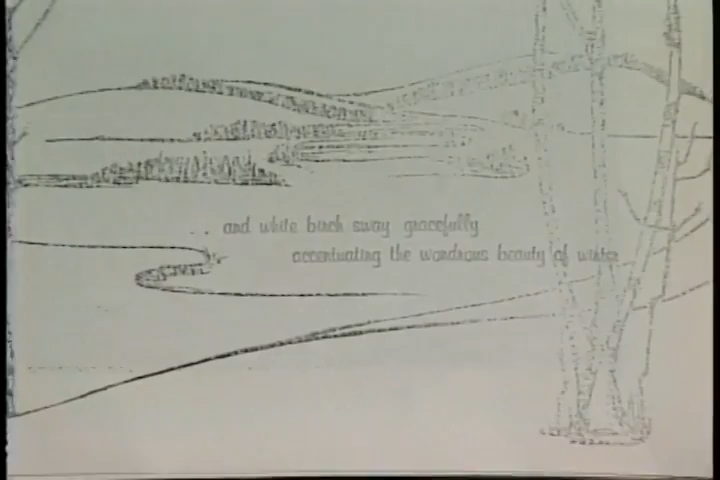 and white birch sway gracefully
accentuating the wondrous beauty of winter